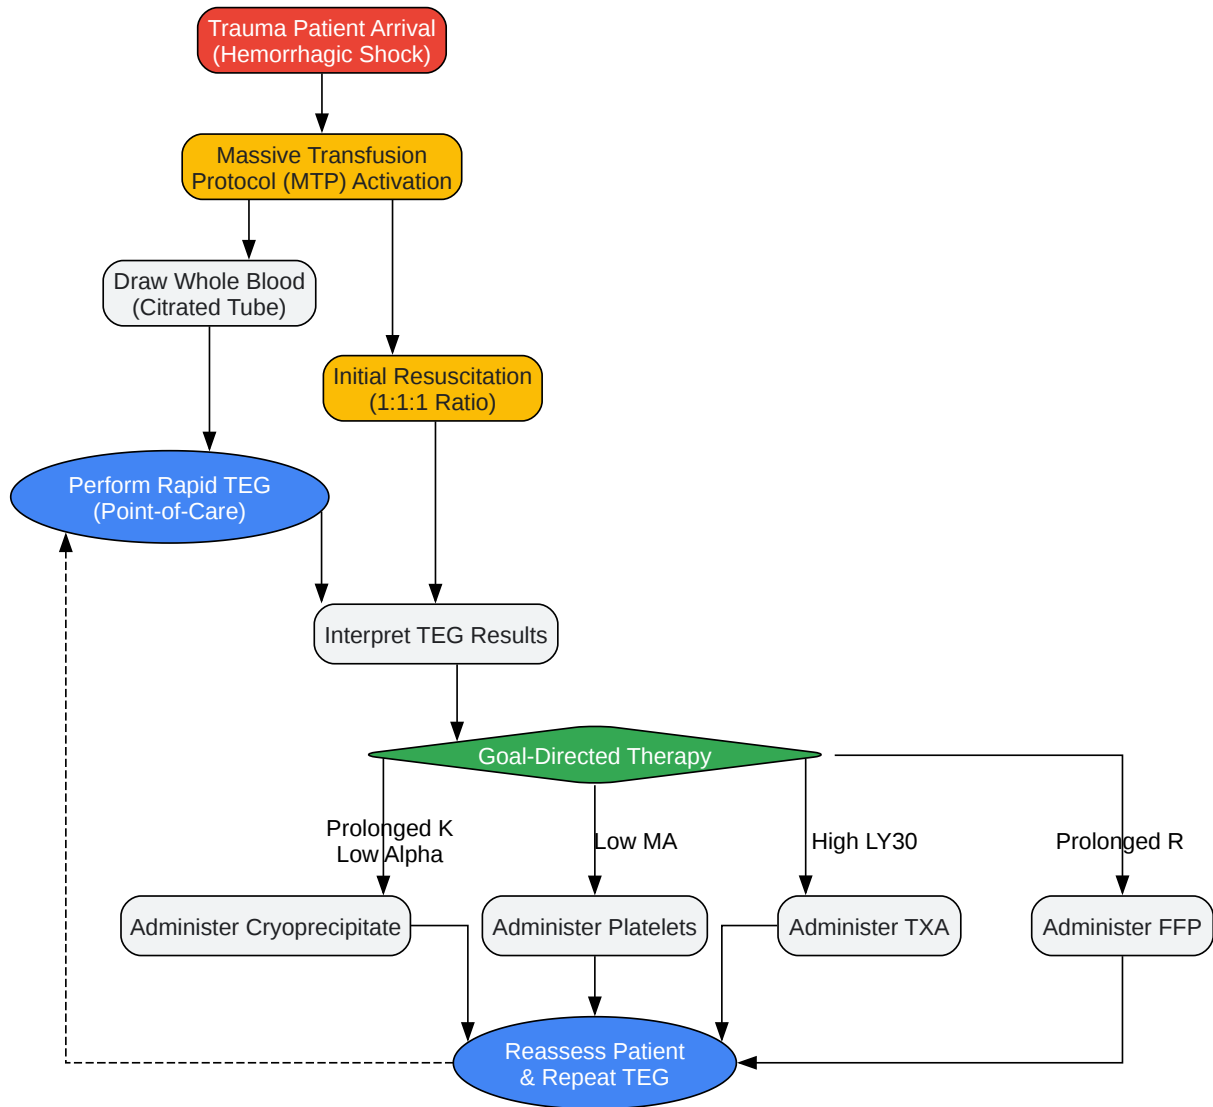 Trauma Patient Arrival
(Hemorrhagic Shock)
Massive Transfusion
Protocol (MTP) Activation
Draw Whole Blood
(Citrated Tube)
Initial Resuscitation
(1:1:1 Ratio)
Perform Rapid TEG
(Point-of-Care)
Interpret TEG Results
Goal-Directed Therapy
Prolonged K
Low Alpha
Low MA
High LY30
Prolonged R
Administer Cryoprecipitate
Administer Platelets
Administer TXA
Administer FFP
Reassess Patient
& Repeat TEG